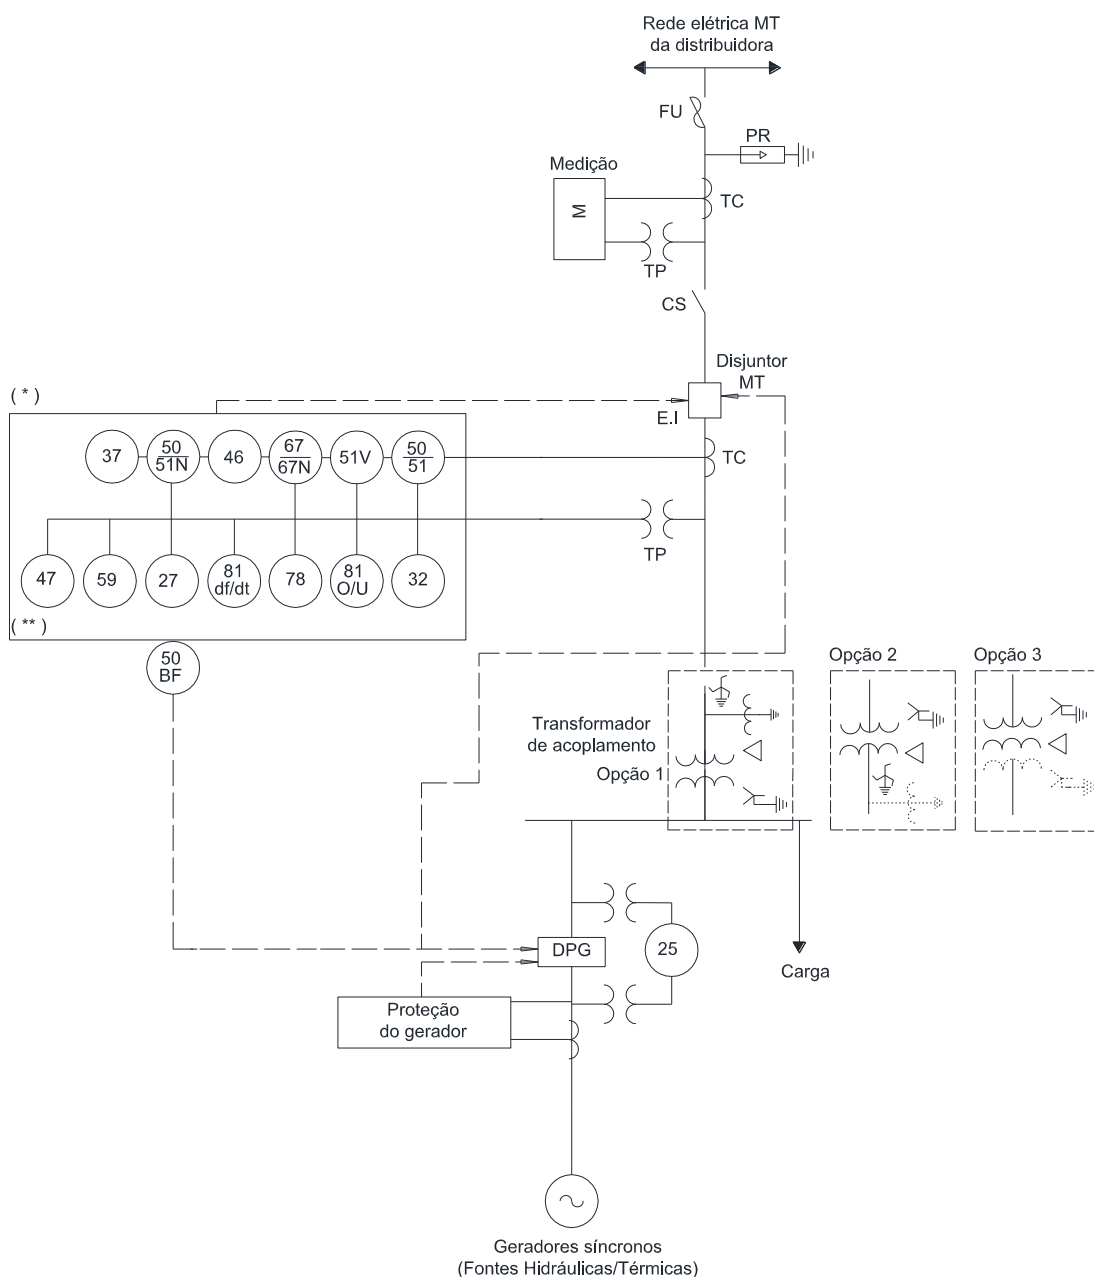 Rede elétrica MT
da distribuidora
FU
PR
Medição
M
TC
TP
CS
Disjuntor
MT
E.I
( * )
37
50
51N
46
67
67N
51V
50
51
TC
TP
47
59
27
81
df/dt
78
81
O/U
32
( ** )
50
BF
Transformador
de acoplamento
Opção 1
Opção 2
Opção 3
DPG
25
Carga
Proteção
do gerador
Geradores síncronos
(Fontes Hidráulicas/Térmicas)